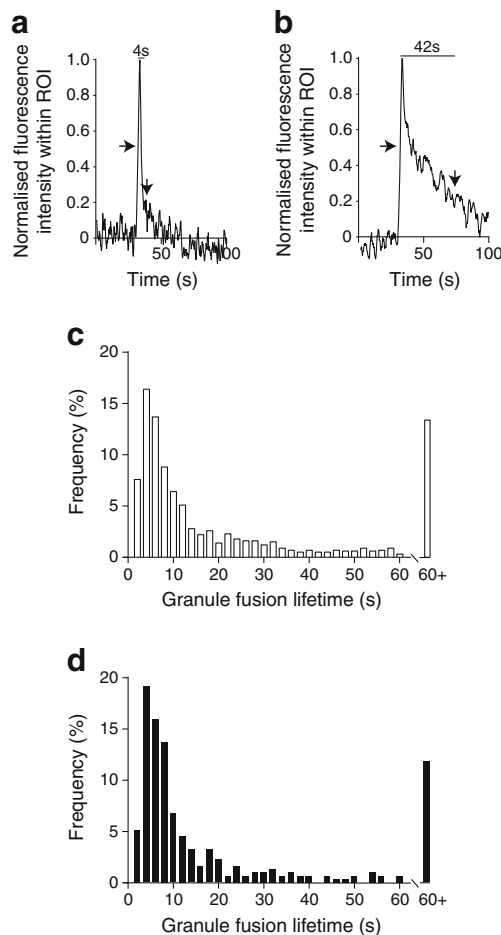 a
4s
Normalised fluorescence
intensity within ROI
1.0
0.8
0.6
0.4
0.2
0
50
100
Time (s)
b
42s
Normalised fluorescence
intensity within ROI
1.0
0.8
0.6
0.4
0.2
0
50
100
Time (s)
c
Frequency (%)
20
15
10
5
0
0 10 20 30 40 50 60 60+
Granule fusion lifetime (s)
d
Frequency (%)
20
15
10
5
0
0 10 20 30 40 50 60 60+
Granule fusion lifetime (s)